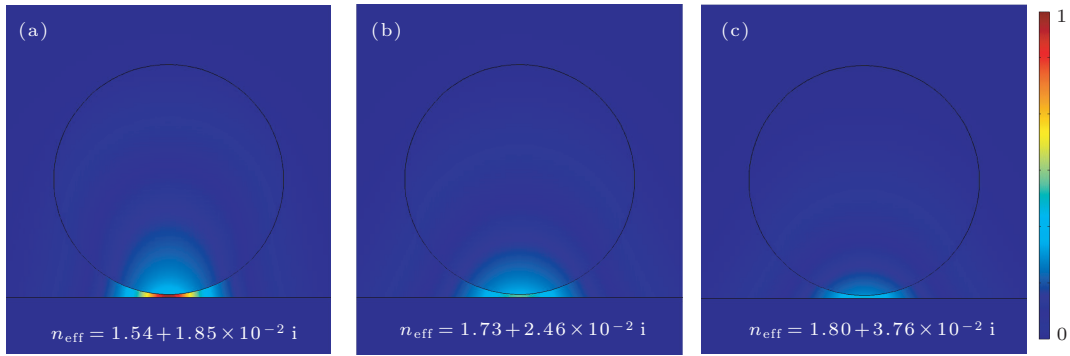 (a)
(b)
(c)
1
n_eff = 1.54+1.85×10⁻² i
n_eff = 1.73+2.46×10⁻² i
n_eff = 1.80+3.76×10⁻² i
0